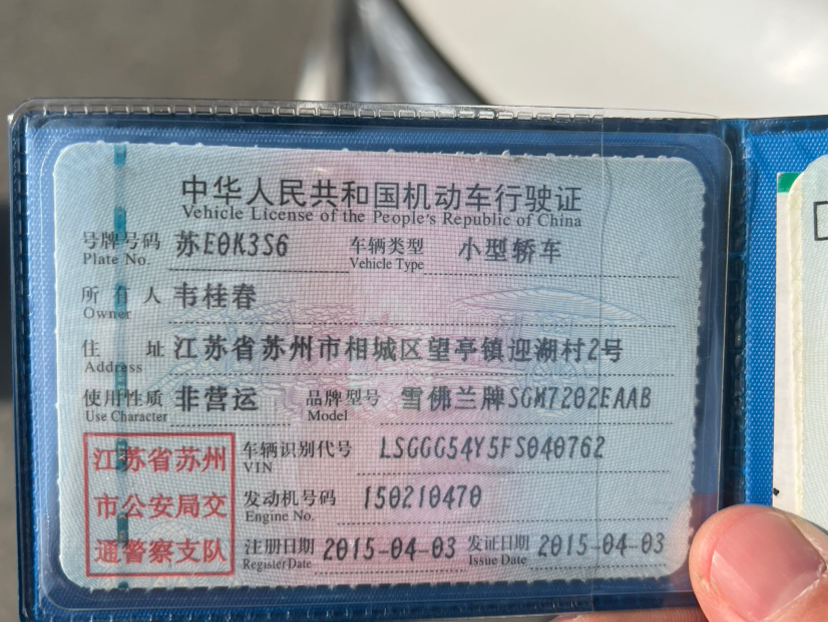 中华人民共和国机动车行驶证
Vehicle License of the People's Republic of China
号牌号码 苏E0K3S6 车辆类型 小型轿车
Plate No. Vehicle Type
所有人 韦桂春
Owner
住址 江苏省苏州市相城区望亭镇迎湖村2号
Address
使用性质 非营运 品牌型号 雪佛兰牌SGM7202EAAB
Use Character Model
江苏省苏州
市公安局交
通警察支队
车辆识别代号 LSGGG54Y5FS040762
VIN
发动机号码 150210470
Engine No.
注册日期 2015-04-03 发证日期 2015-04-03
Register Date Issue Date